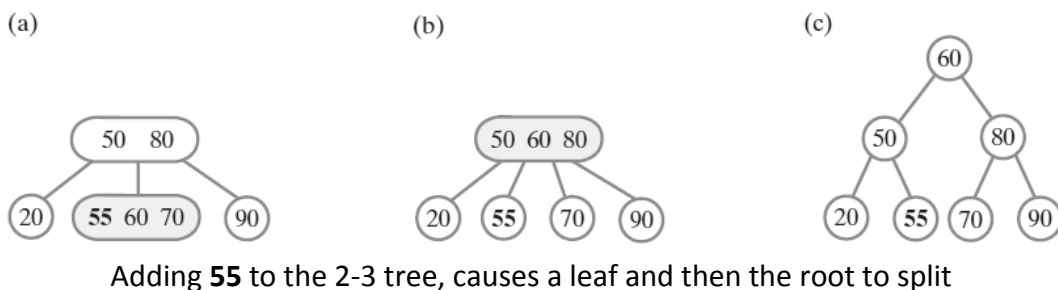 (a) (b) (c)
60
50 80 50 60 80 50 80
20 55 60 70 90 20 55 70 90 20 55 70 90
Adding 55 to the 2-3 tree, causes a leaf and then the root to split